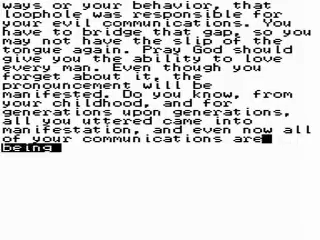 ways or your behavior, that
loophole was responsible for
your evil communications. You
have to bridge that gap, so you
may not have the slip of the
tongue again. Pray God should
give you the ability to love
every man. Even though you
forget about it, the
pronouncement will be
manifested. Do you know, from
your childhood, and for
generations upon generations,
all you uttered came into
manifestation, and even now all
of your communications are
being